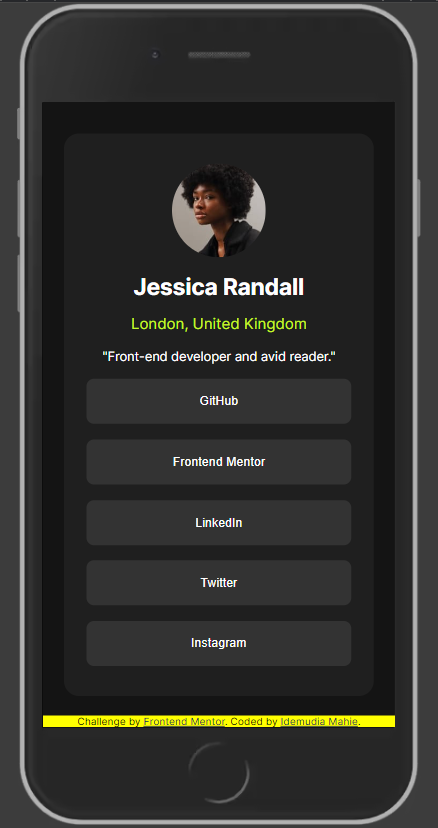 Jessica Randall
London, United Kingdom
"Front-end developer and avid reader."
GitHub
Frontend Mentor
LinkedIn
Twitter
Instagram
Challenge by Frontend Mentor. Coded by Idemudia Mahie.